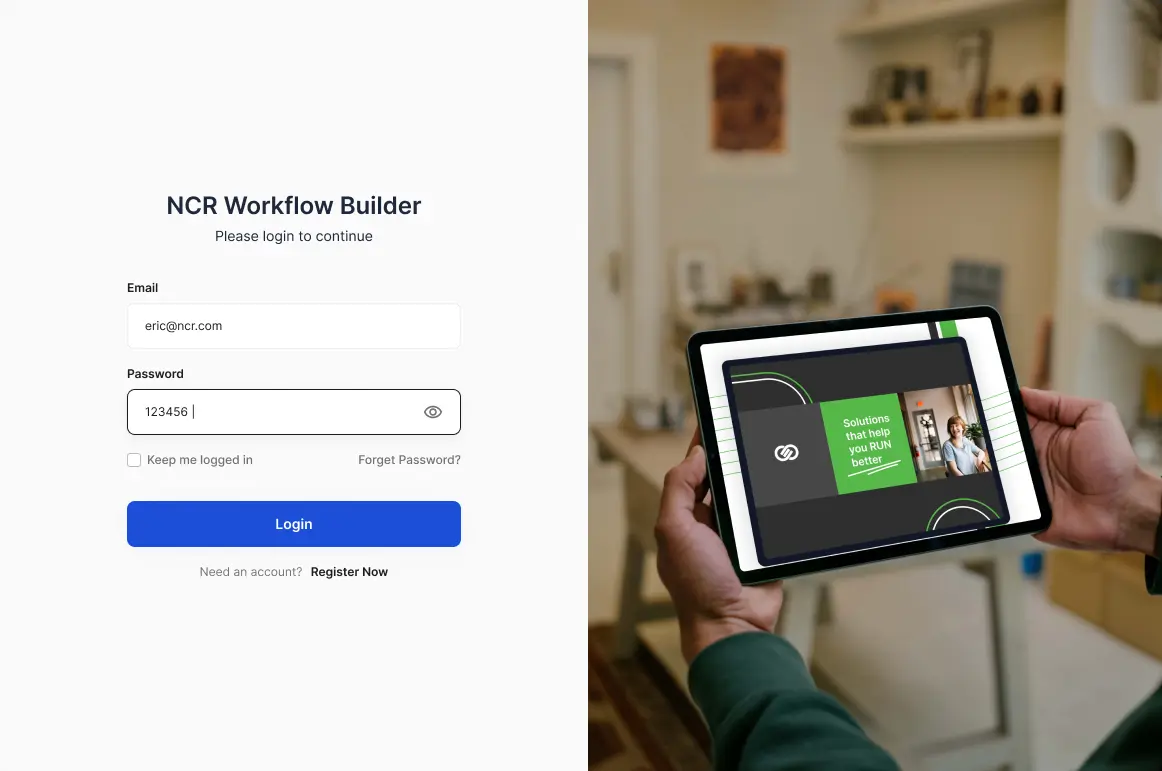 NCR Workflow Builder
Please login to continue
Email
eric@ncr.com
Password
123456 |
Keep me logged in
Forget Password?
Login
Need an account? Register Now
Solutions
that help
you RUN
better